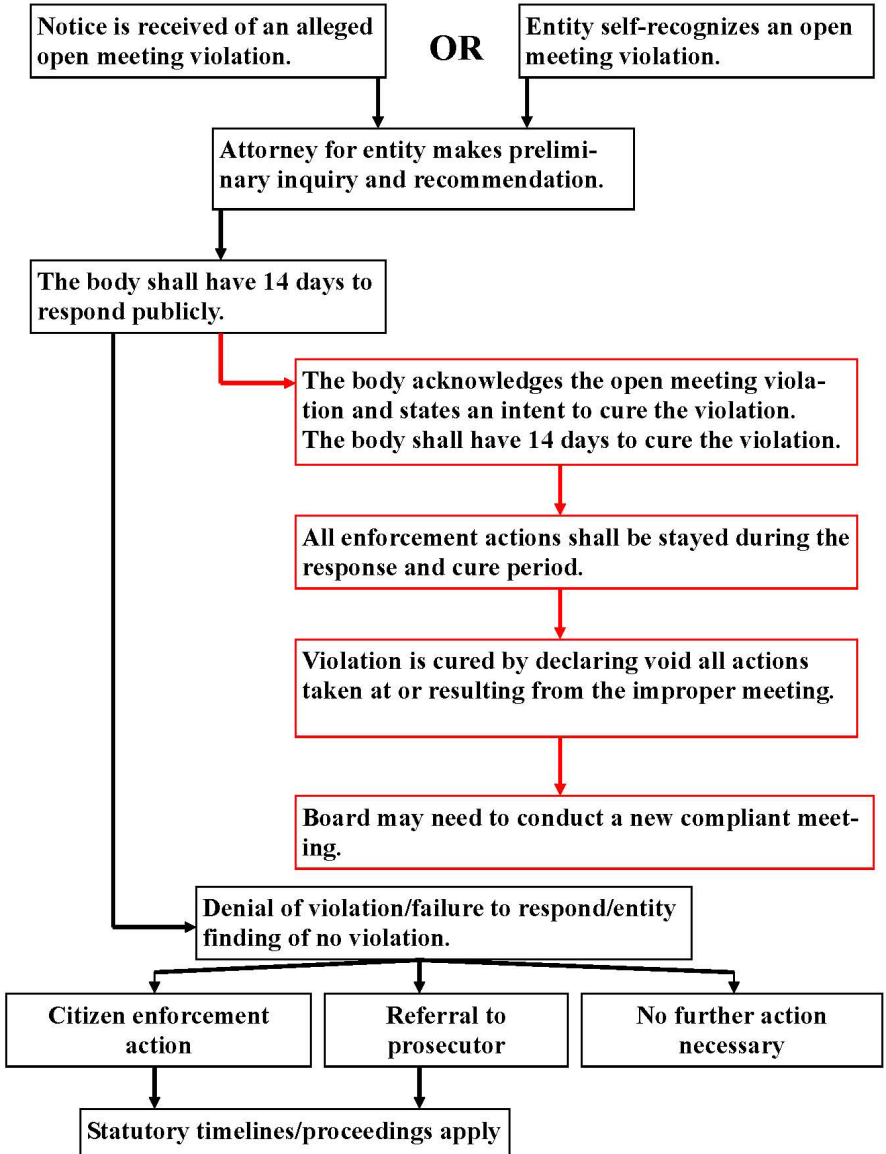 Notice is received of an alleged
open meeting violation.
OR
Entity self-recognizes an open
meeting violation.
Attorney for entity makes prelimi-
nary inquiry and recommendation.
The body shall have 14 days to
respond publicly.
The body acknowledges the open meeting viola-
tion and states an intent to cure the violation.
The body shall have 14 days to cure the violation.
All enforcement actions shall be stayed during the
response and cure period.
Violation is cured by declaring void all actions
taken at or resulting from the improper meeting.
Board may need to conduct a new compliant meet-
ing.
Denial of violation/failure to respond/entity
finding of no violation.
Citizen enforcement
action
Referral to
prosecutor
No further action
necessary
Statutory timelines/proceedings apply